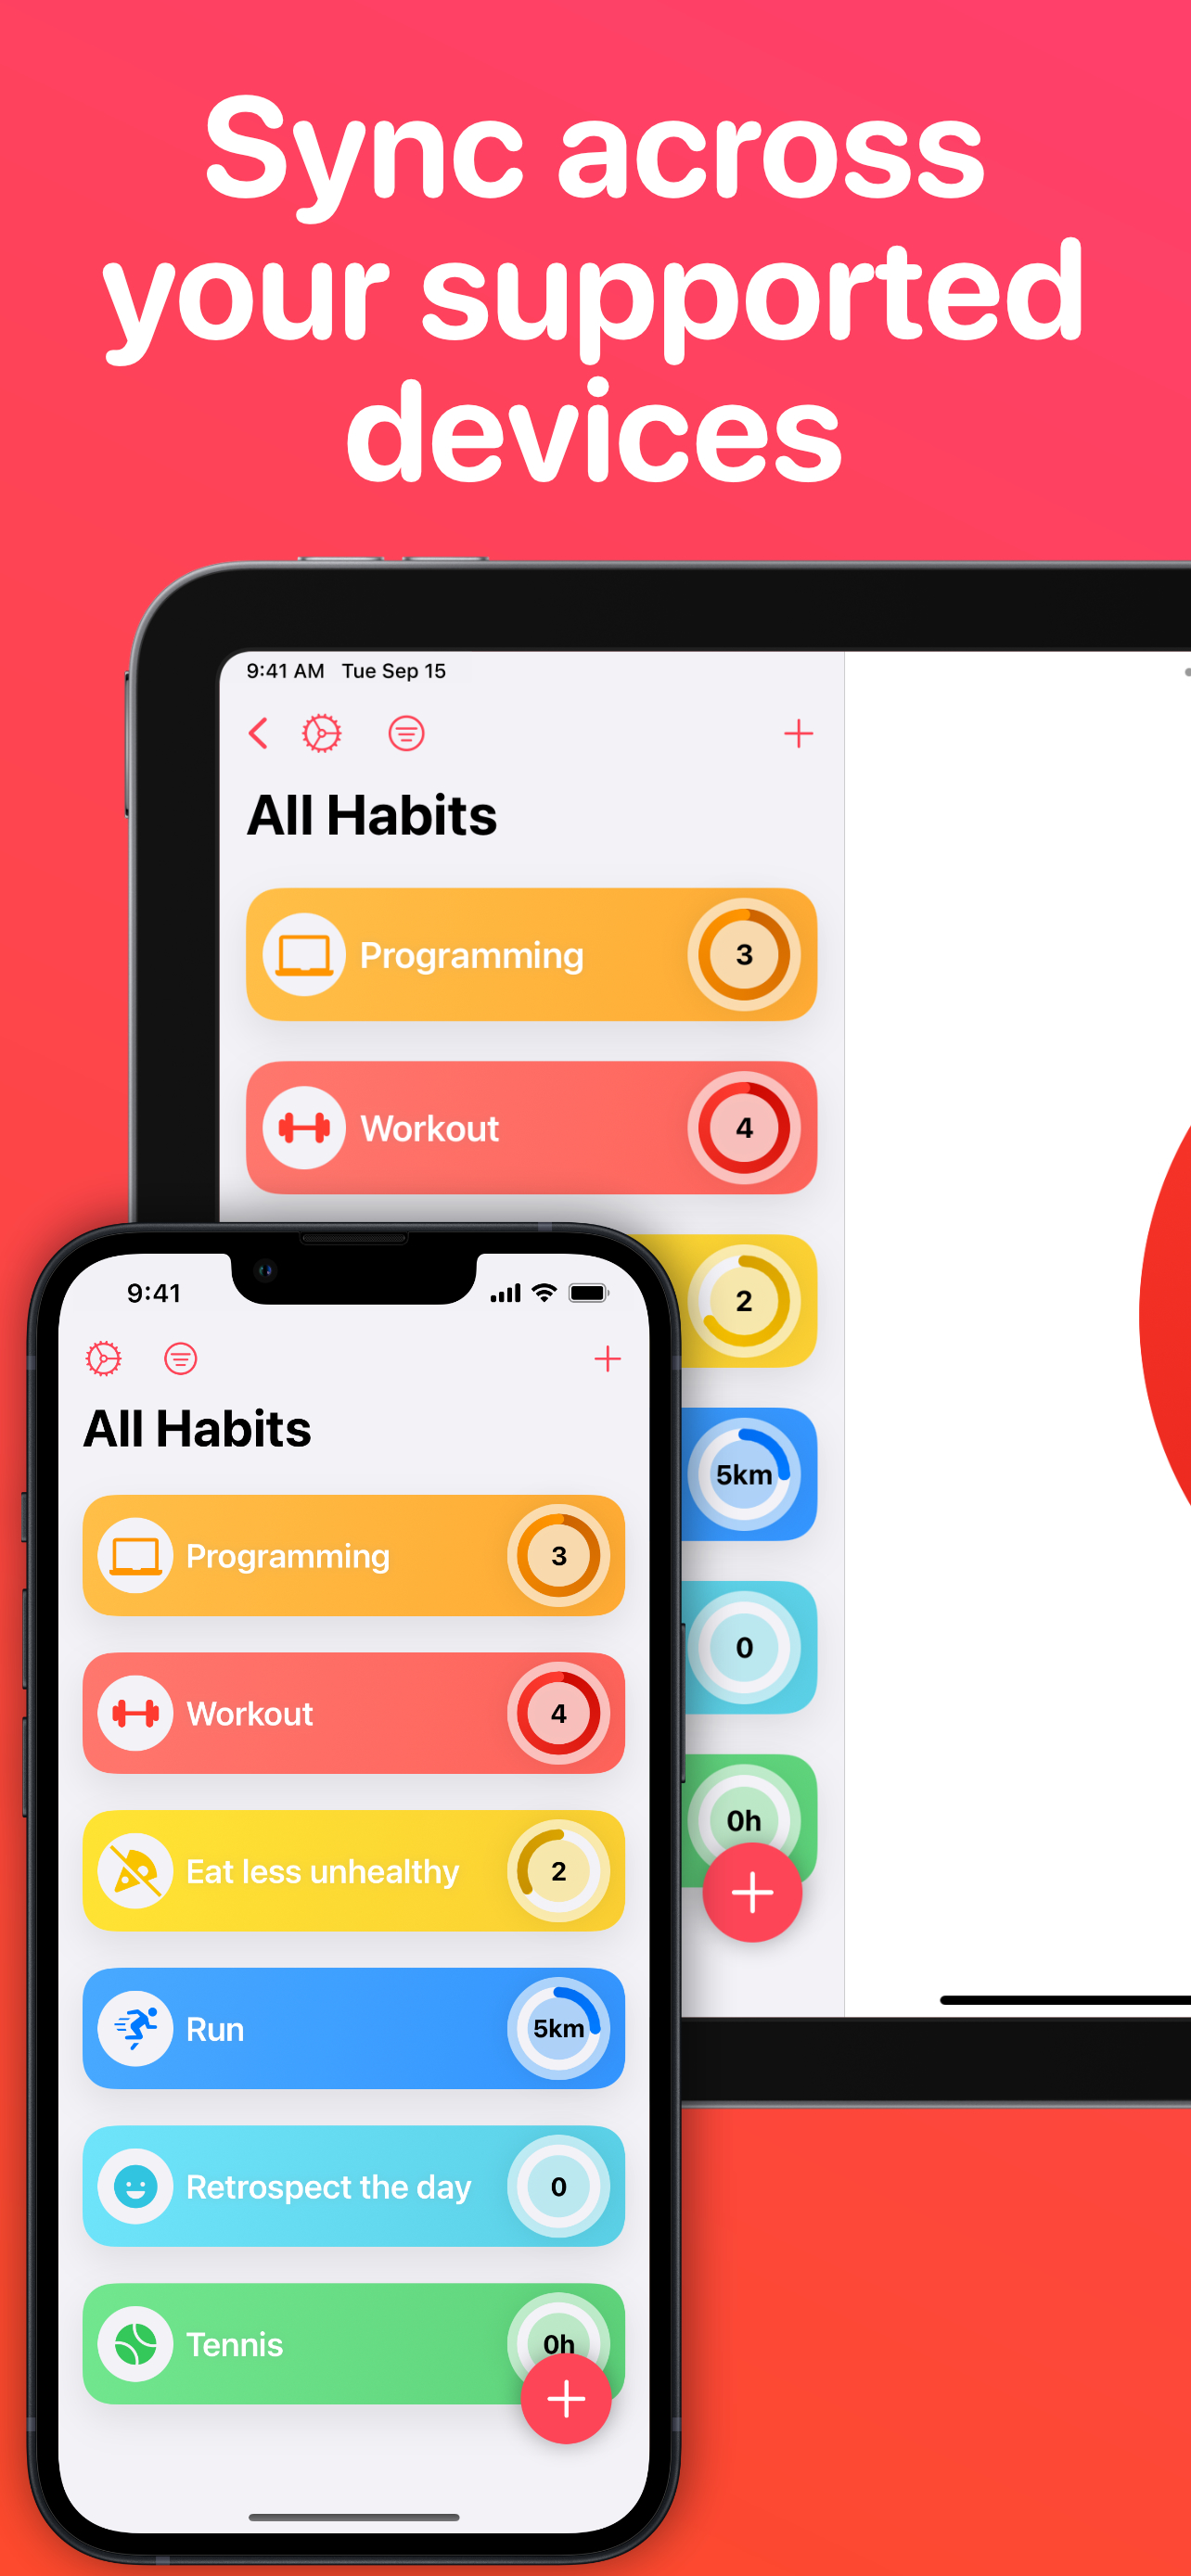 Sync across
your supported
devices
9:41 AM Tue Sep 15
All Habits
Programming 3
Workout 4
2
5km
0
0h
9:41
All Habits
Programming 3
Workout 4
Eat less unhealthy 2
Run 5km
Retrospect the day 0
Tennis 0h